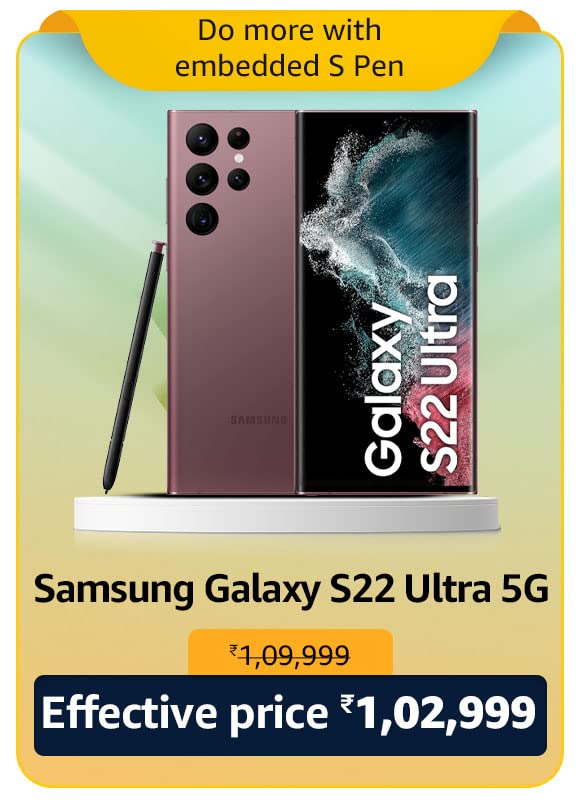 Do more with
embedded S Pen
SAMSUNG
Galaxy
S22 Ultra
Samsung Galaxy S22 Ultra 5G
₹1,09,999
Effective price ₹1,02,999